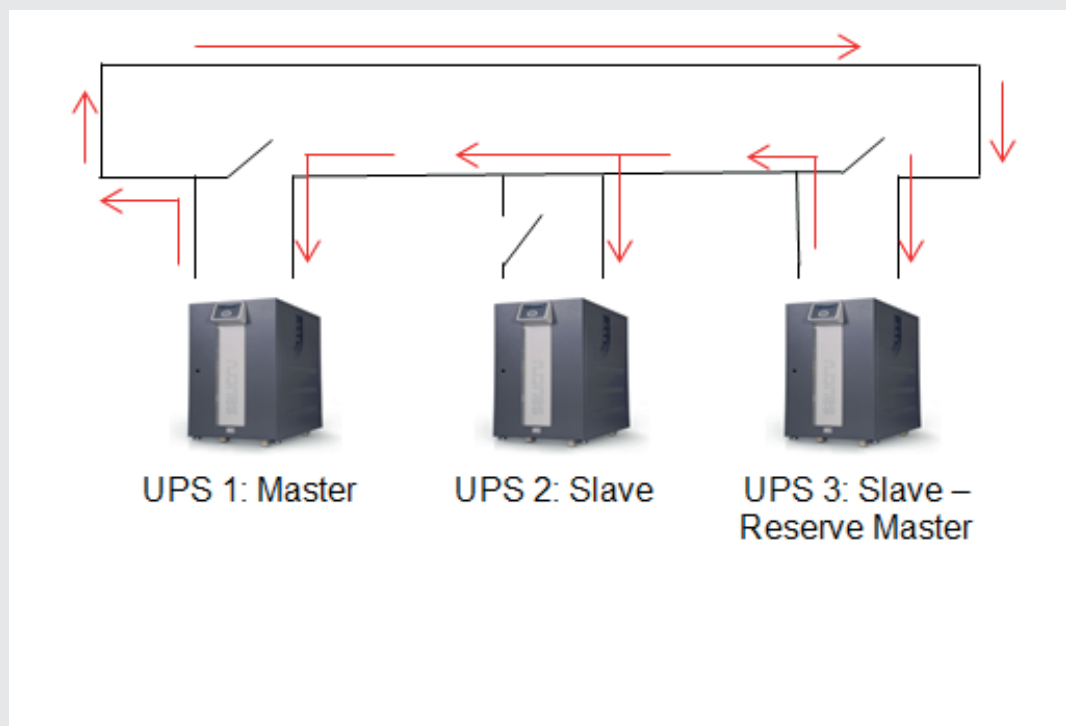 UPS 1: Master
UPS 2: Slave
UPS 3: Slave –
Reserve Master